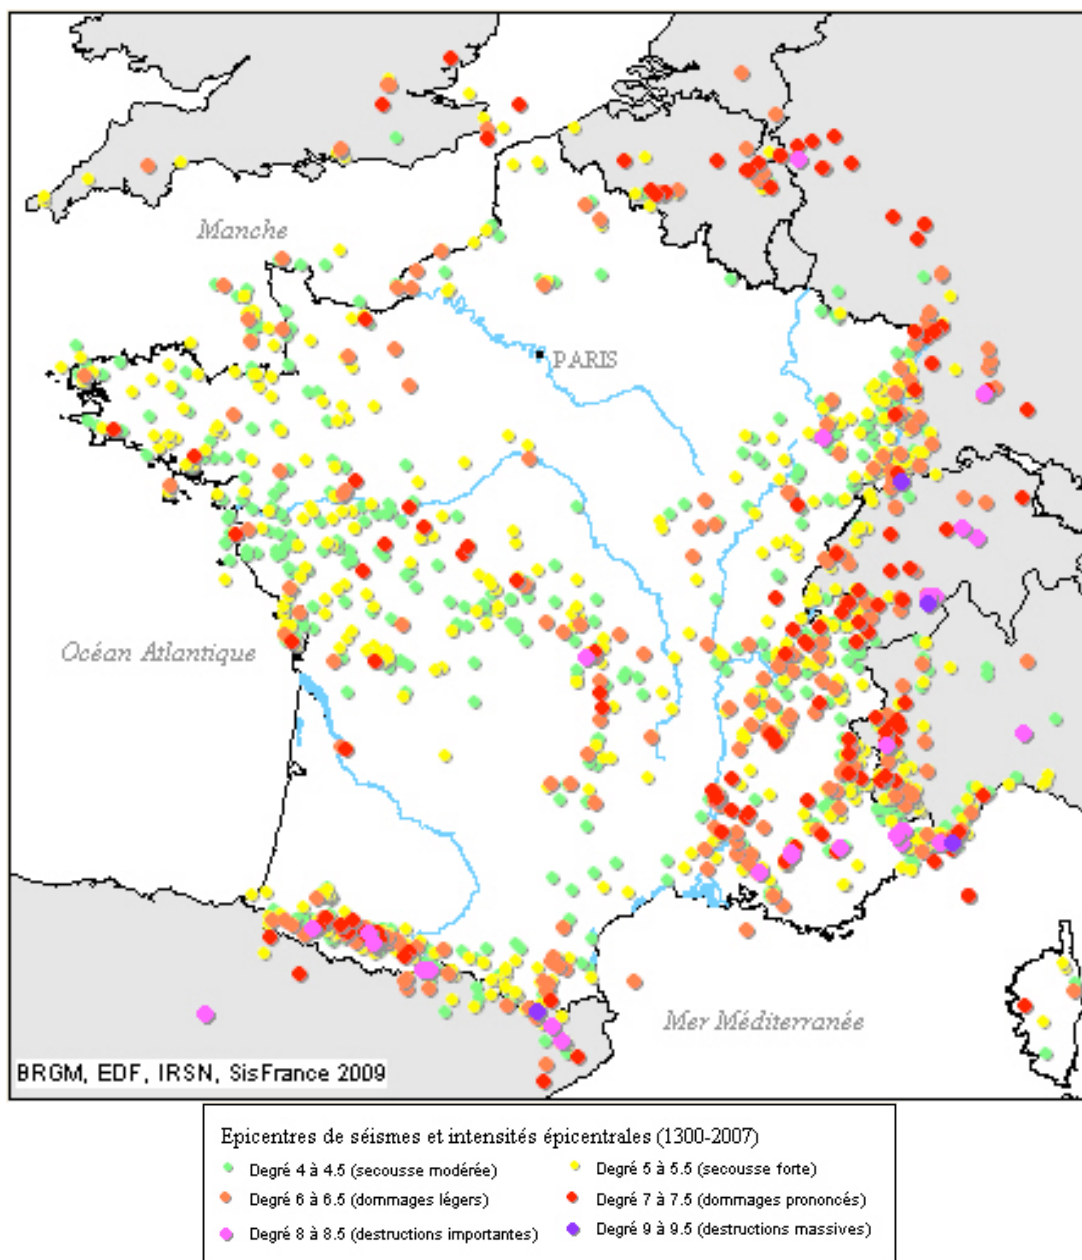 Manche
PARIS
Océan Atlantique
Mer Méditerranée
BRGM, EDF, IRSN, SisFrance 2009
Epicentres de séismes et intensités épicentrales (1300-2007)
Degré 4 à 4.5 (secousse modérée)
Degré 5 à 5.5 (secousse forte)
Degré 6 à 6.5 (dommages légers)
Degré 7 à 7.5 (dommages prononcés)
Degré 8 à 8.5 (destructions importantes)
Degré 9 à 9.5 (destructions massives)